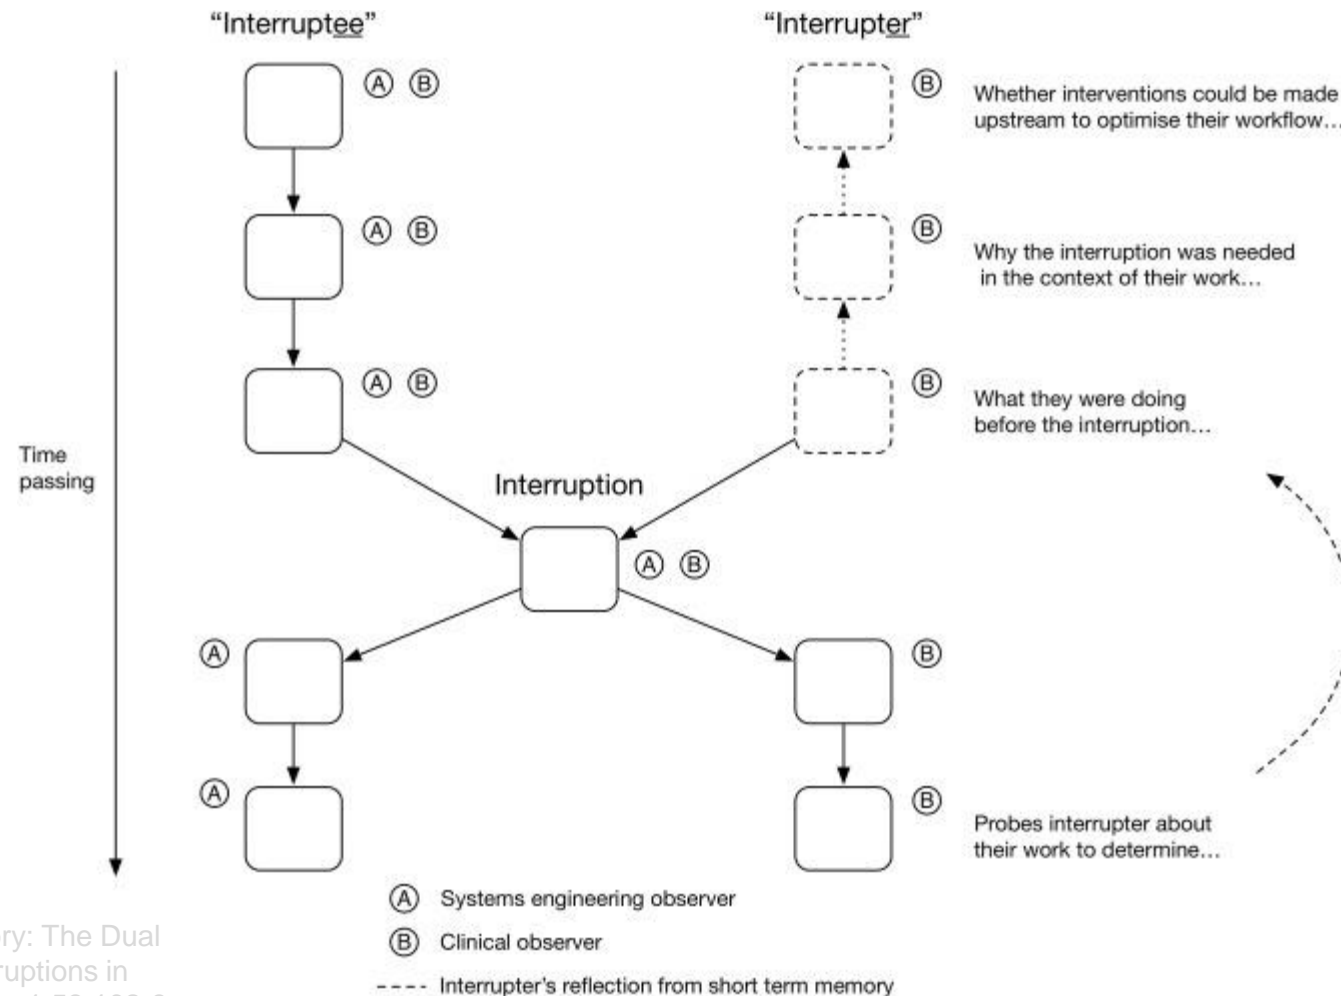 “Interruptee”
“Interrupter”
Ⓐ Ⓑ
Ⓑ
Whether interventions could be made
upstream to optimise their workflow...
Ⓐ Ⓑ
Ⓑ
Why the interruption was needed
in the context of their work...
Ⓐ Ⓑ
Ⓑ
What they were doing
before the interruption...
Time
passing
Interruption
Ⓐ Ⓑ
Ⓐ
Ⓑ
Ⓐ
Ⓑ
Probes interrupter about
their work to determine...
Ⓐ Systems engineering observer
Ⓑ Clinical observer
Interrupter's reflection from short term memory
The Dual
in